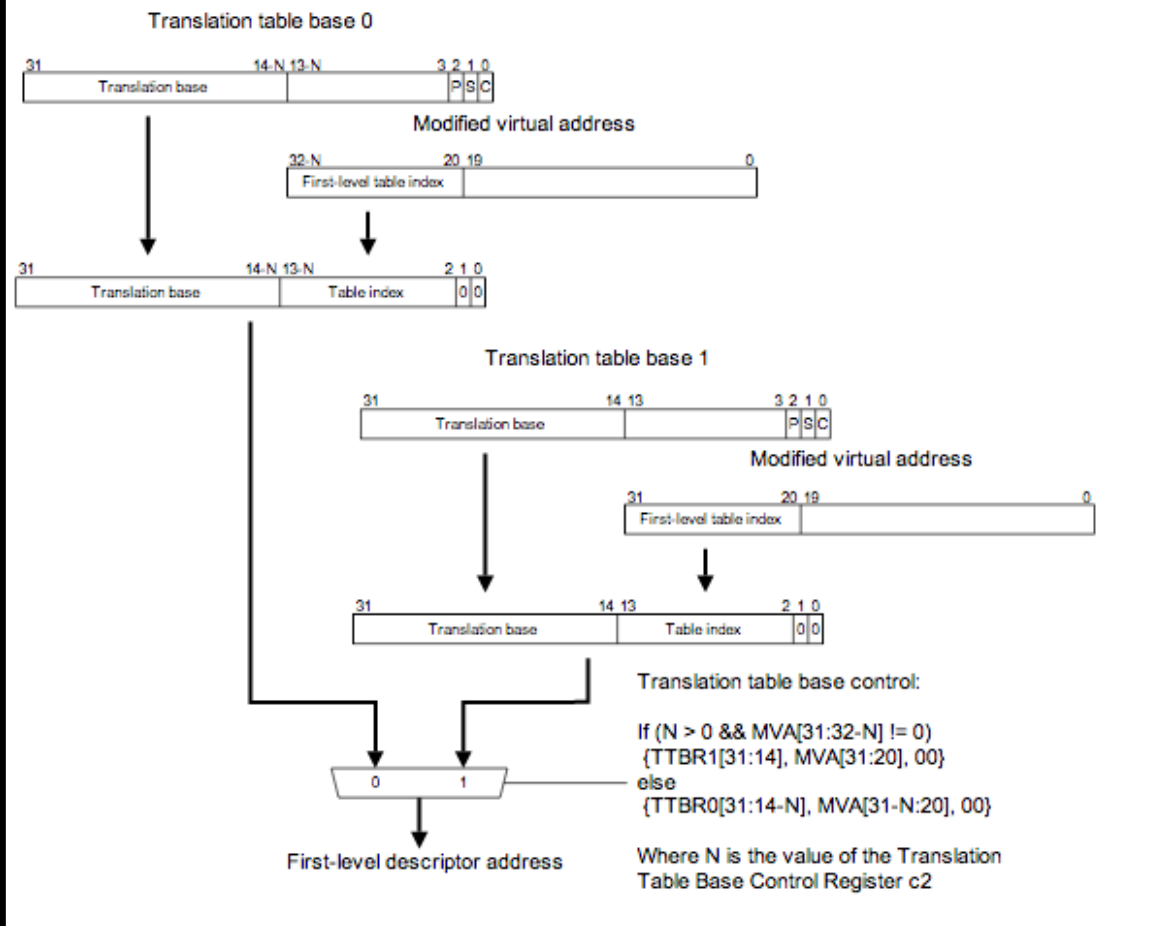 Translation table base 0
31 14-N 13-N 3 2 1 0
Translation base P S C
Modified virtual address
32-N 20 19 0
First-level table index
31 14-N 13-N 2 1 0
Translation base Table index 0 0
Translation table base 1
31 14 13 3 2 1 0
Translation base P S C
Modified virtual address
31 20 19 0
First-level table index
31 14 13 2 1 0
Translation base Table index 0 0
Translation table base control:
If (N > 0 && MVA[31:32-N] != 0)
{TTBR1[31:14], MVA[31:20], 00}
else
{TTBR0[31:14-N], MVA[31-N:20], 00}
0 1
First-level descriptor address
Where N is the value of the Translation
Table Base Control Register c2